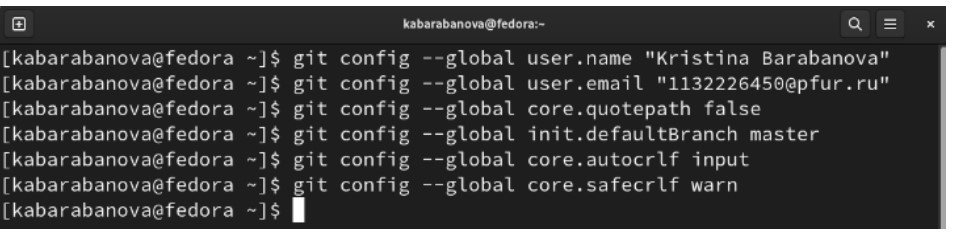 kabarabanova@fedora:~
[kabarabanova@fedora ~]$ git config --global user.name "Kristina Barabanova"
[kabarabanova@fedora ~]$ git config --global user.email "1132226450@pfur.ru"
[kabarabanova@fedora ~]$ git config --global core.quotepath false
[kabarabanova@fedora ~]$ git config --global init.defaultBranch master
[kabarabanova@fedora ~]$ git config --global core.autocrlf input
[kabarabanova@fedora ~]$ git config --global core.safecrlf warn
[kabarabanova@fedora ~]$